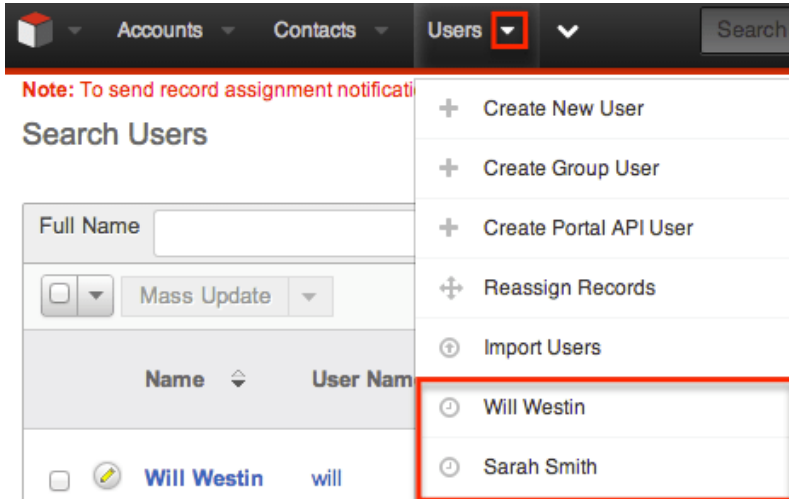 Accounts Contacts Users Search
Note: To send record assignment notificati
Search Users
Create New User
Create Group User
Create Portal API User
Reassign Records
Import Users
Will Westin
Sarah Smith
Full Name
Mass Update
Name User Nam
Will Westin will